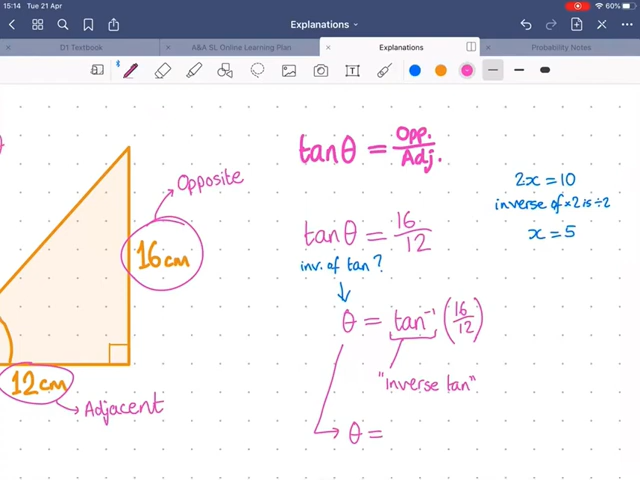 15:14 Tue 21 Apr
60%
Explanations
D1 Textbook
A&A SL Online Learning Plan
Explanations
Probability Notes
tanθ = Opp./Adj.
Opposite
2x = 10
inverse of ×2 is ÷2
x = 5
tanθ = 16/12
16cm
inv. of tan ?
θ = tan⁻¹ (16/12)
"inverse tan"
12cm
Adjacent
θ =